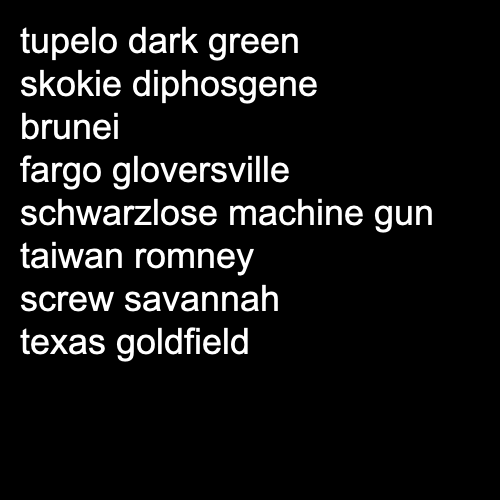 tupelo dark green
skokie diphosgene
brunei
fargo gloversville
schwarzlose machine gun
taiwan romney
screw savannah
texas goldfield